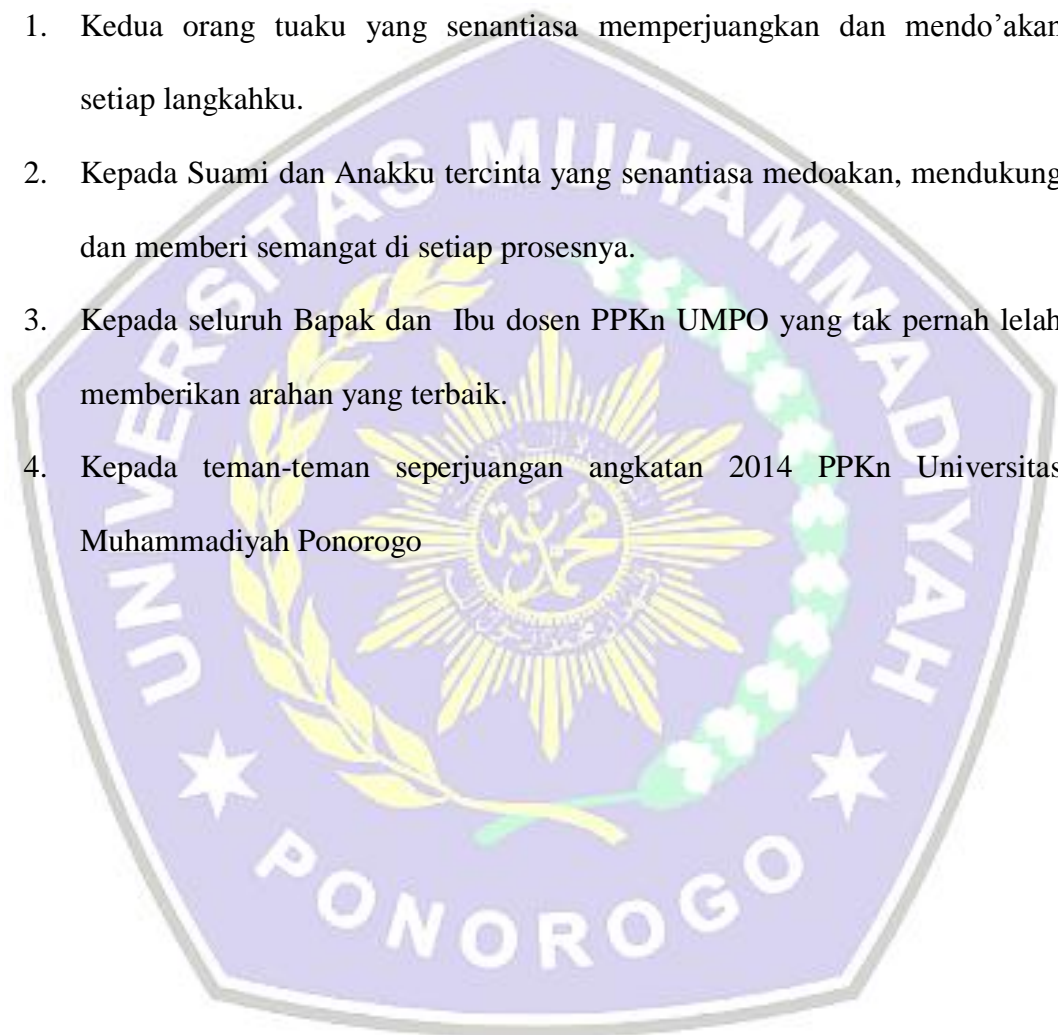 1. Kedua orang tuaku yang senantiasa memperjuangkan dan mendo’akan
setiap langkahku.
2. Kepada Suami dan Anakku tercinta yang senantiasa medoakan, mendukung
dan memberi semangat di setiap prosesnya.
3. Kepada seluruh Bapak dan Ibu dosen PPKn UMPO yang tak pernah lelah
memberikan arahan yang terbaik.
4. Kepada teman-teman seperjuangan angkatan 2014 PPKn Universitas
Muhammadiyah Ponorogo
UNIVERSITAS MUHAMMADIYAH
PONOROGO